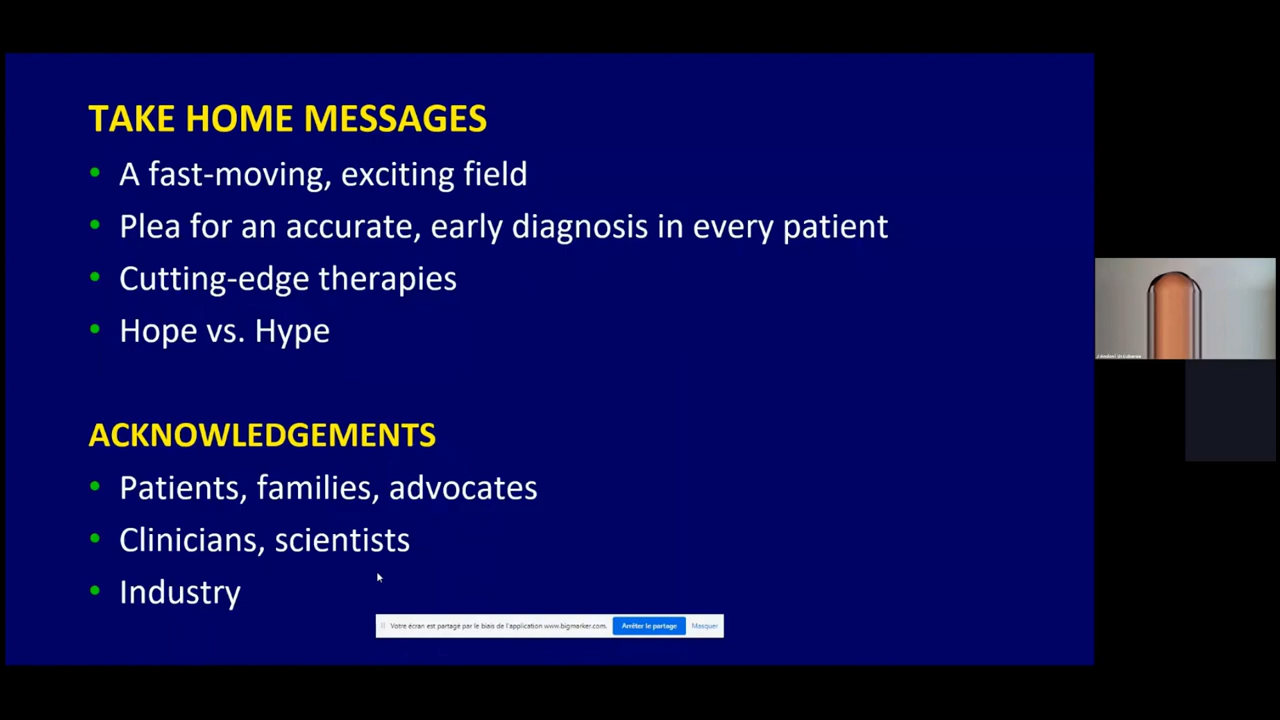 TAKE HOME MESSAGES
• A fast-moving, exciting field
• Plea for an accurate, early diagnosis in every patient
• Cutting-edge therapies
• Hope vs. Hype
ACKNOWLEDGEMENTS
• Patients, families, advocates
• Clinicians, scientists
• Industry
Votre écran est partagé par le biais de l'application www.bigmarker.com. Arrêter le partage Masquer